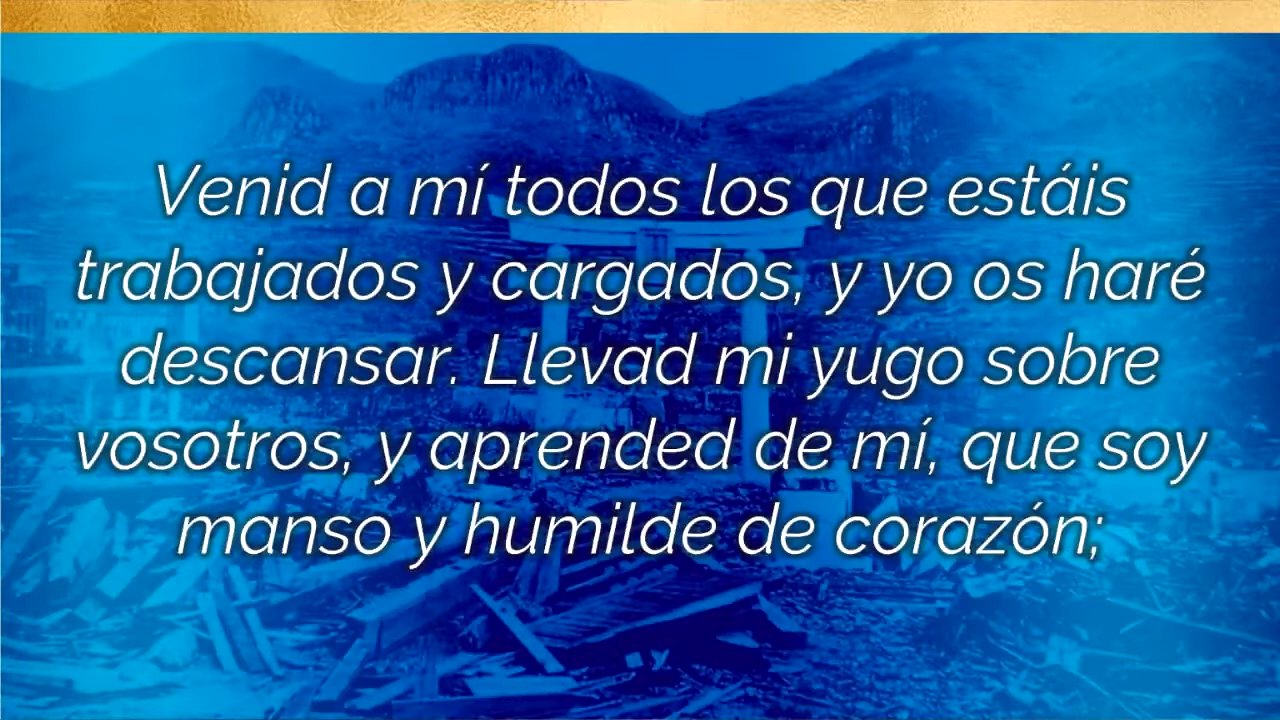 Venid a mí todos los que estáis
trabajados y cargados, y yo os haré
descansar. Llevad mi yugo sobre
vosotros, y aprended de mí, que soy
manso y humilde de corazón;